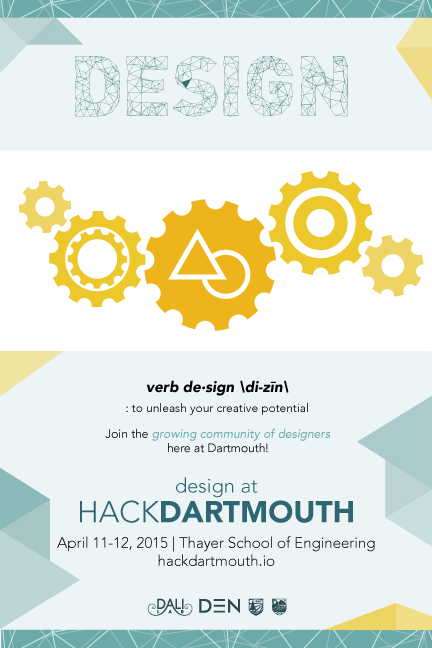 DESIGN
verb de·sign \di-zīn\
: to unleash your creative potential
Join the growing community of designers
here at Dartmouth!
design at
HACKDARTMOUTH
April 11-12, 2015 | Thayer School of Engineering
hackdartmouth.io
DALI LAB DEN